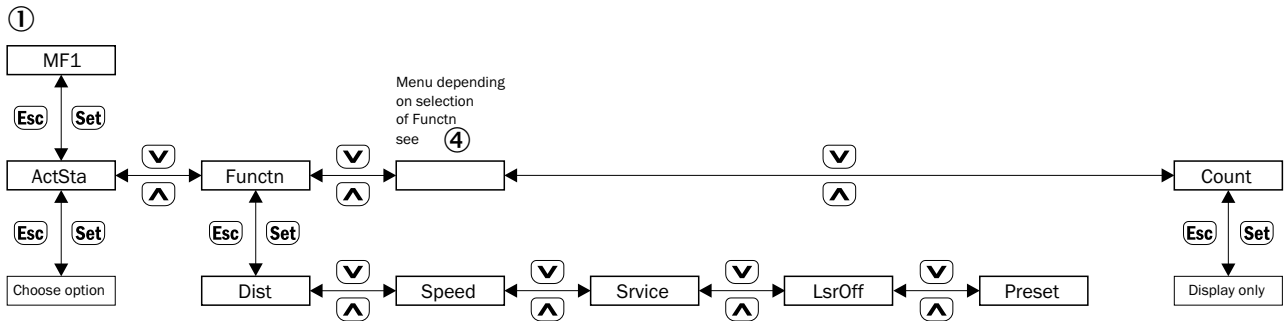 ①
MF1
Menu depending
on selection
of Functn
see ④
Esc Set
ActSta Functn Count
Esc Set Esc Set Esc Set
Choose option Dist Speed Srvice LsrOff Preset Display only